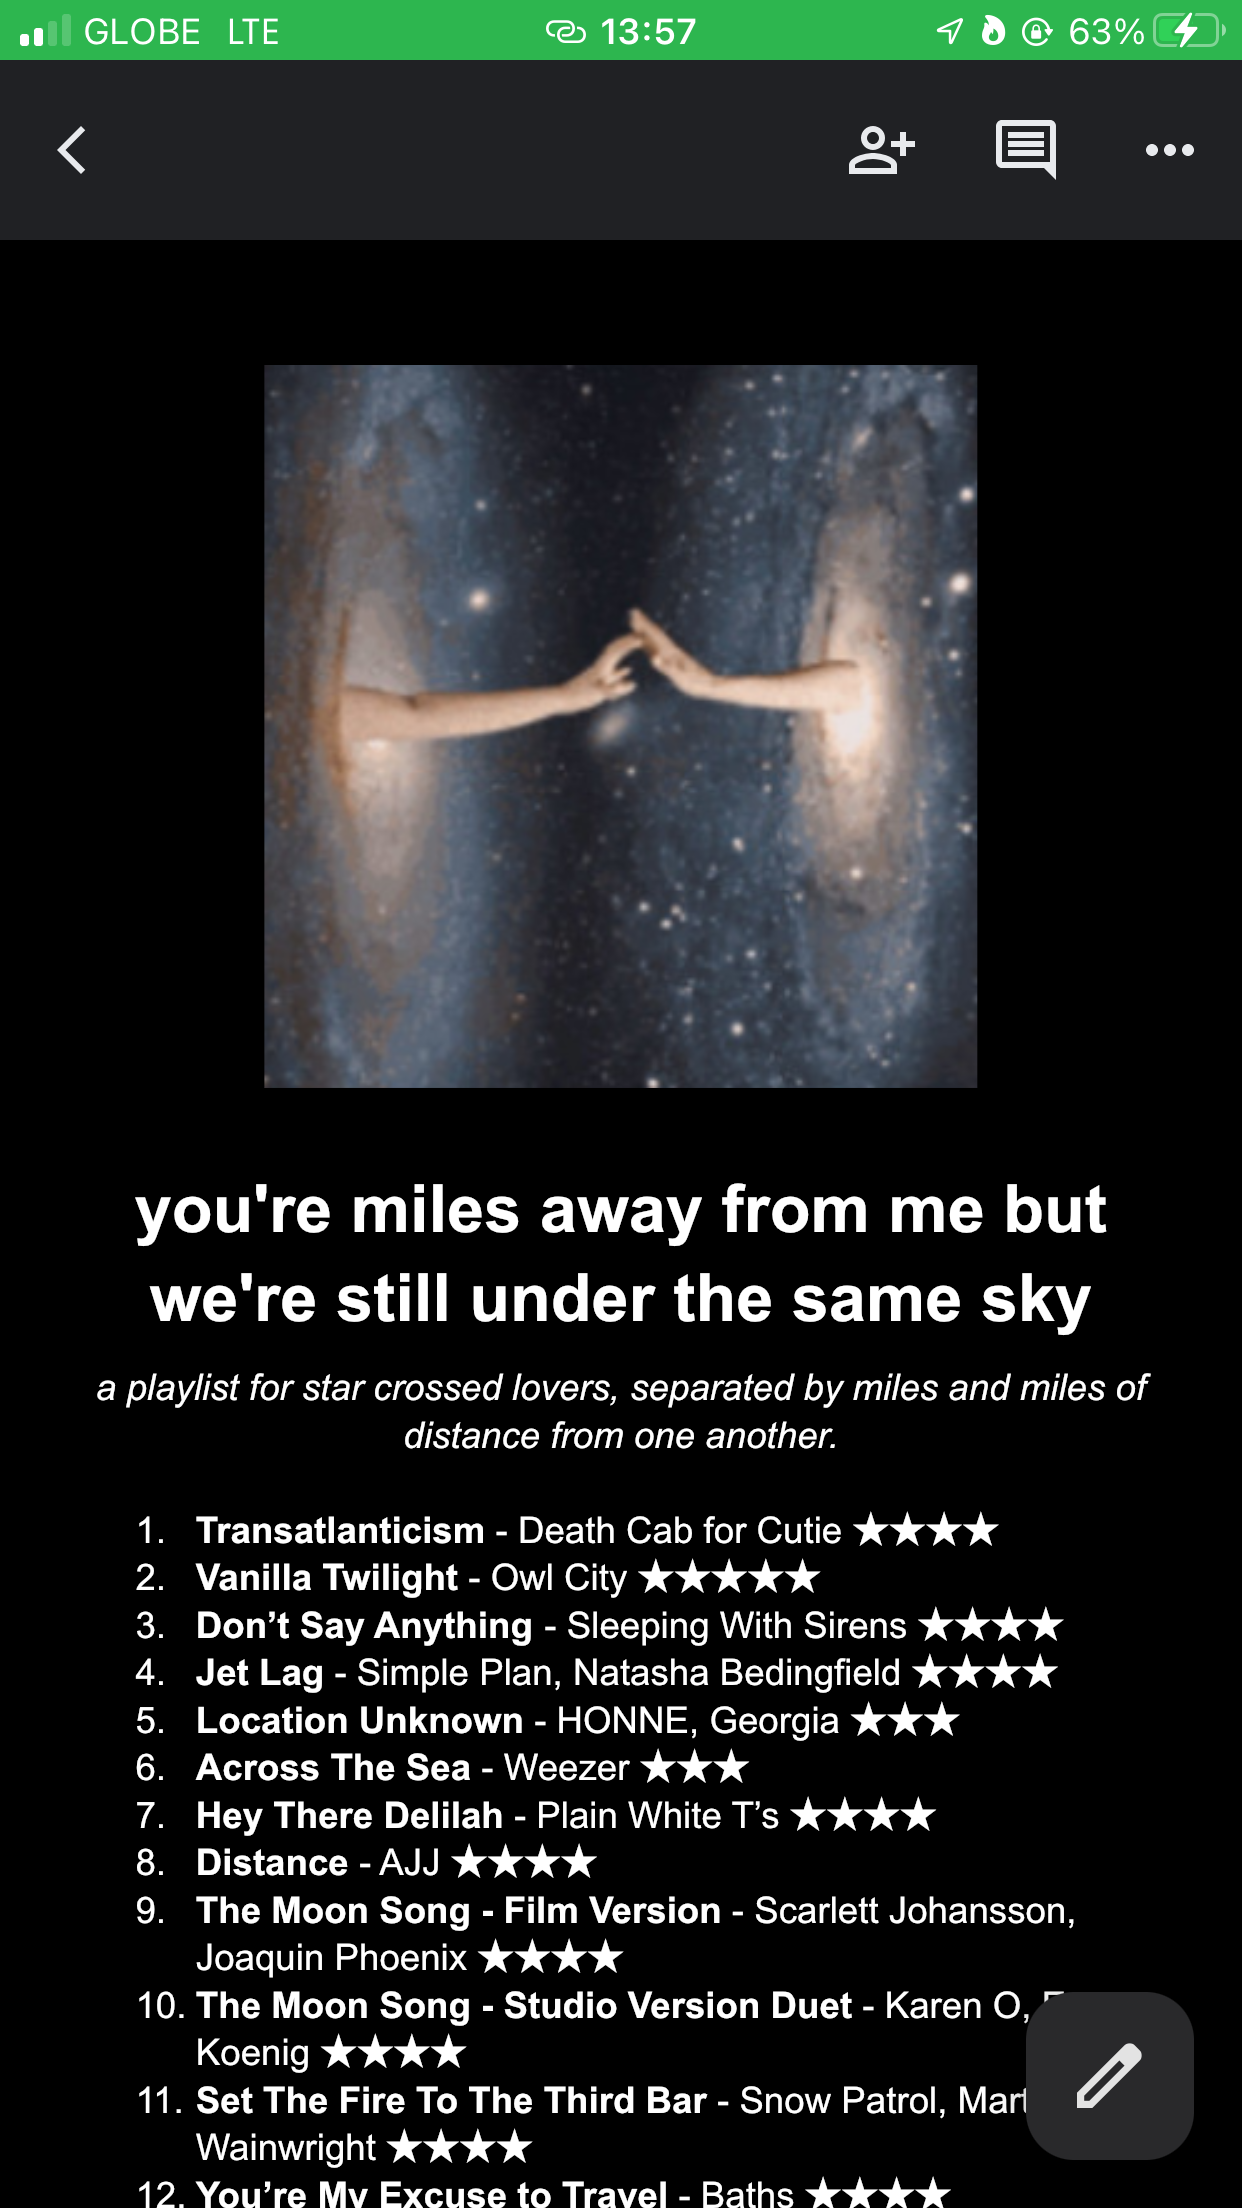 GLOBE LTE 13:57 63%
you're miles away from me but
we're still under the same sky
a playlist for star crossed lovers, separated by miles and miles of
distance from one another.
1. Transatlanticism - Death Cab for Cutie ★★★★
2. Vanilla Twilight - Owl City ★★★★★
3. Don’t Say Anything - Sleeping With Sirens ★★★★
4. Jet Lag - Simple Plan, Natasha Bedingfield ★★★★
5. Location Unknown - HONNE, Georgia ★★★
6. Across The Sea - Weezer ★★★
7. Hey There Delilah - Plain White T’s ★★★★
8. Distance - AJJ ★★★★
9. The Moon Song - Film Version - Scarlett Johansson,
Joaquin Phoenix ★★★★
10. The Moon Song - Studio Version Duet - Karen O,
Koenig ★★★★
11. Set The Fire To The Third Bar - Snow Patrol,
Wainwright ★★★★
12. You’re My Excuse to Travel - Baths ★★★★